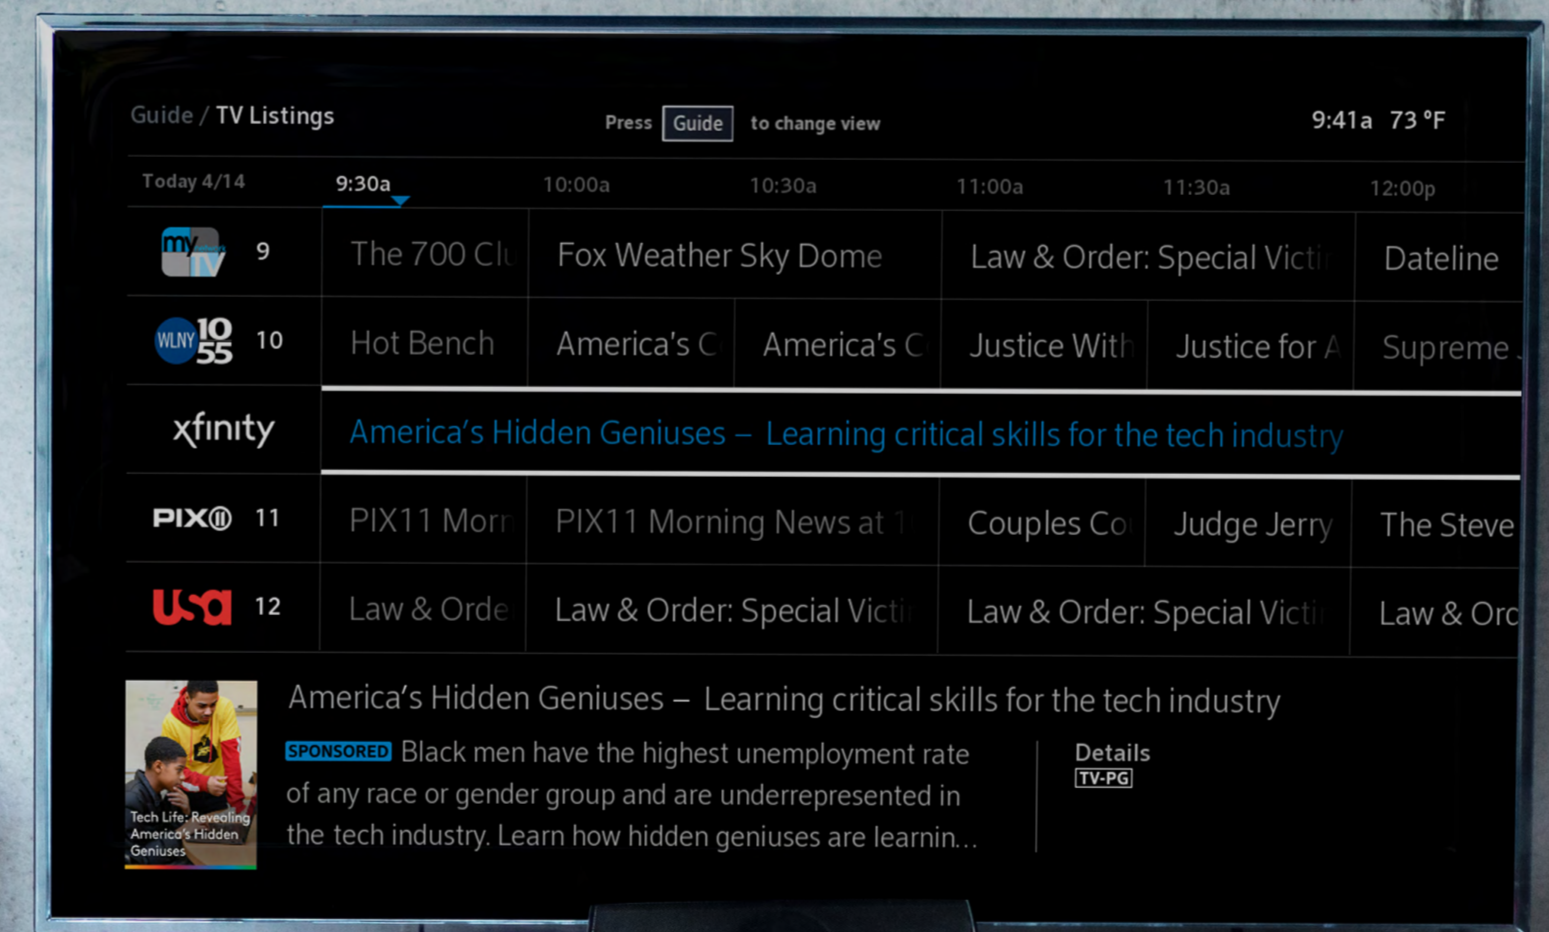 Guide / TV Listings
Press Guide to change view
9:41a 73 °F
Today 4/14 9:30a 10:00a 10:30a 11:00a 11:30a 12:00p
my TV 9 The 700 Clu Fox Weather Sky Dome Law & Order: Special Victi Dateline
WLNY 10 55 10 Hot Bench America's C America's C Justice With Justice for A Supreme J
xfinity America's Hidden Geniuses – Learning critical skills for the tech industry
PIX11 11 PIX11 Morn PIX11 Morning News at 1 Couples Co Judge Jerry The Steve
USA 12 Law & Orde Law & Order: Special Victi Law & Order: Special Victi Law & Ord
America's Hidden Geniuses – Learning critical skills for the tech industry
SPONSORED Black men have the highest unemployment rate
of any race or gender group and are underrepresented in
the tech industry. Learn how hidden geniuses are learnin...
Details
TV-PG
Tech Life: Revealing
America's Hidden
Geniuses